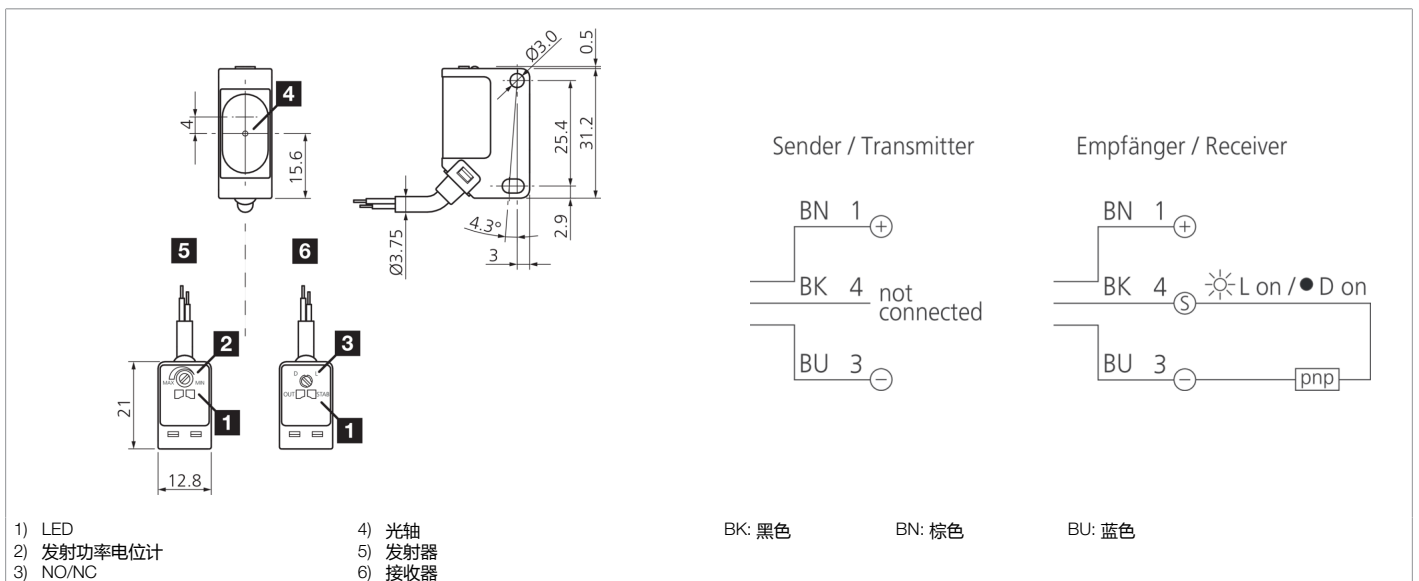 4
4
15.6
Ø3.0
0.5
25.4
31.2
Ø3.75
4.3°
3
2.9
5
6
2
MAX
MIN
1
21
12.8
3
D
L
OUT
STAB
1
Sender / Transmitter
BN 1
+
BK 4
not
connected
BU 3
−
Empfänger / Receiver
BN 1
+
BK 4
S
L on / ● D on
BU 3
−
pnp
1) LED
2) 发射功率电位计
3) NO/NC
4) 光轴
5) 发射器
6) 接收器
BK: 黑色
BN: 棕色
BU: 蓝色